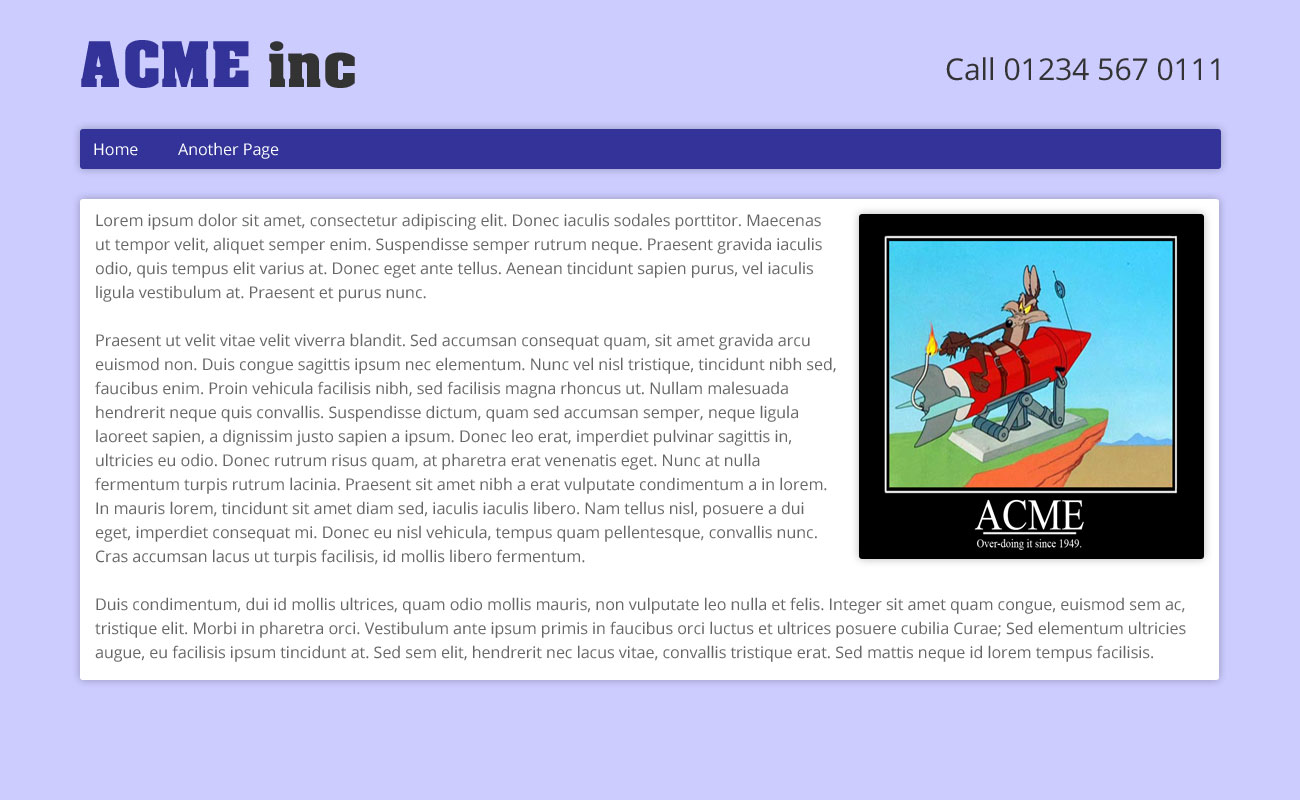 ACME inc
Call 01234 567 0111
Home
Another Page
Lorem ipsum dolor sit amet, consectetur adipiscing elit. Donec iaculis sodales porttitor. Maecenas
ut tempor velit, aliquet semper enim. Suspendisse semper rutrum neque. Praesent gravida iaculis
odio, quis tempus elit varius at. Donec eget ante tellus. Aenean tincidunt sapien purus, vel iaculis
ligula vestibulum at. Praesent et purus nunc.
Praesent ut velit vitae velit viverra blandit. Sed accumsan consequat quam, sit amet gravida arcu
euismod non. Duis congue sagittis ipsum nec elementum. Nunc vel nisl tristique, tincidunt nibh sed,
faucibus enim. Proin vehicula facilisis nibh, sed facilisis magna rhoncus ut. Nullam malesuada
hendrerit neque quis convallis. Suspendisse dictum, quam sed accumsan semper, neque ligula
laoreet sapien, a dignissim justo sapien a ipsum. Donec leo erat, imperdiet pulvinar sagittis in,
ultricies eu odio. Donec rutrum risus quam, at pharetra erat venenatis eget. Nunc at nulla
fermentum turpis rutrum lacinia. Praesent sit amet nibh a erat vulputate condimentum a in lorem.
In mauris lorem, tincidunt sit amet diam sed, iaculis iaculis libero. Nam tellus nisl, posuere a dui
eget, imperdiet consequat mi. Donec eu nisl vehicula, tempus quam pellentesque, convallis nunc.
Cras accumsan lacus ut turpis facilisis, id mollis libero fermentum.
ACME
Over-doing it since 1949.
Duis condimentum, dui id mollis ultrices, quam odio mollis mauris, non vulputate leo nulla et felis. Integer sit amet quam congue, euismod sem ac,
tristique elit. Morbi in pharetra orci. Vestibulum ante ipsum primis in faucibus orci luctus et ultrices posuere cubilia Curae; Sed elementum ultricies
augue, eu facilisis ipsum tincidunt at. Sed sem elit, hendrerit nec lacus vitae, convallis tristique erat. Sed mattis neque id lorem tempus facilisis.